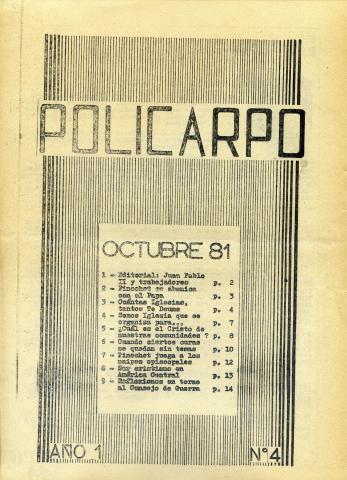 POLICARPO
OCTUBRE 81
1 - Editorial: Juan Pablo
II y trabajadores p. 2
2 - Pinochet se abanica
con el Papa p. 3
3 - Cuántas Iglesias,
tantos Te Deums p. 4
4 - Somos Iglesia que se
organiza para... p. 7
5 - ¿Cuál es el Cristo de
nuestras comunidades ? p. 8
6 - Cuando ciertos curas
se quedan sin temas p. 10
7 - Pinochet juega a los
naipes episcopales p. 12
8 - Soy cristiano en
América Central p. 13
9 - Reflexiones en torno
al Consejo de Guerra p. 14
AÑO 1
Nº4